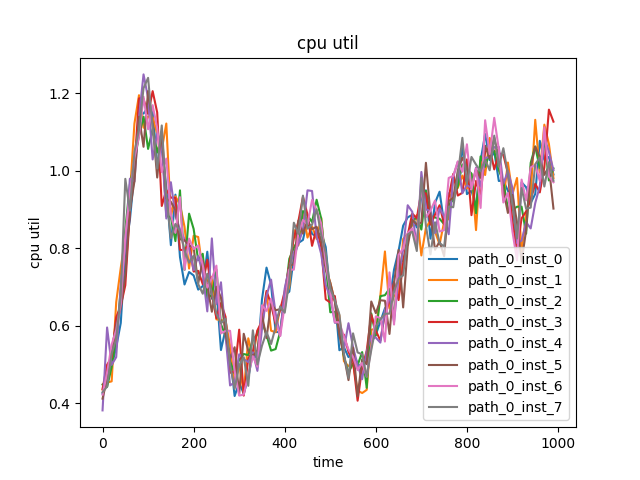 cpu util
1.2
1.0
0.8
0.6
0.4
cpu util
path_0_inst_0
path_0_inst_1
path_0_inst_2
path_0_inst_3
path_0_inst_4
path_0_inst_5
path_0_inst_6
path_0_inst_7
0 200 400 600 800 1000
time